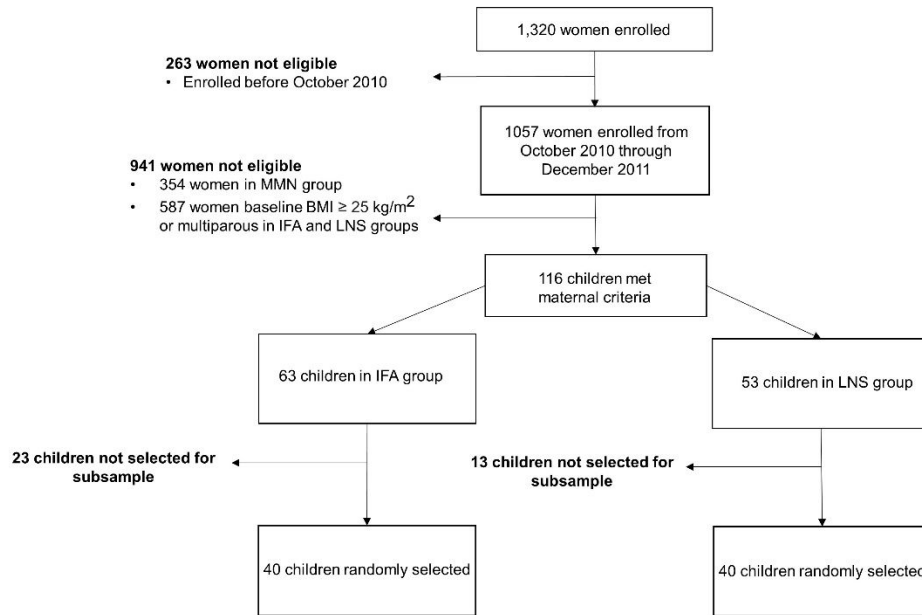 1,320 women enrolled
263 women not eligible
• Enrolled before October 2010
1057 women enrolled from
October 2010 through
December 2011
941 women not eligible
• 354 women in MMN group
• 587 women baseline BMI ≥ 25 kg/m²
or multiparous in IFA and LNS groups
116 children met
maternal criteria
63 children in IFA group
53 children in LNS group
23 children not selected for
subsample
13 children not selected for
subsample
40 children randomly selected
40 children randomly selected